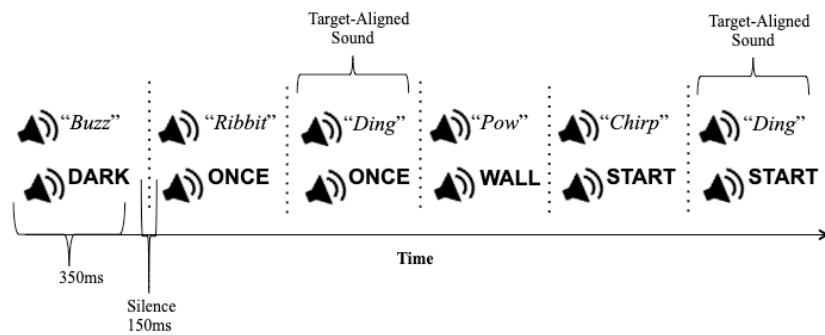 Target-Aligned
Sound
Target-Aligned
Sound
“Buzz” “Ribbit” “Ding” “Pow” “Chirp” “Ding”
DARK ONCE ONCE WALL START START
Time
350ms
Silence
150ms